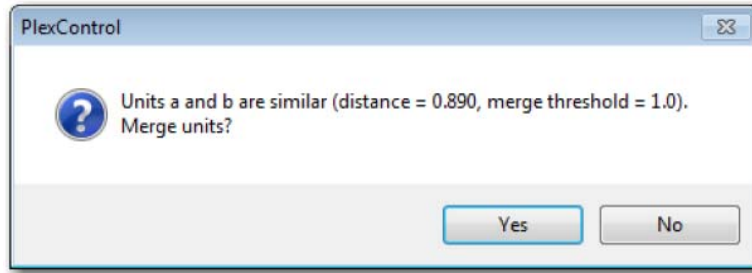 PlexControl
Units a and b are similar (distance = 0.890, merge threshold = 1.0).
Merge units?
Yes
No